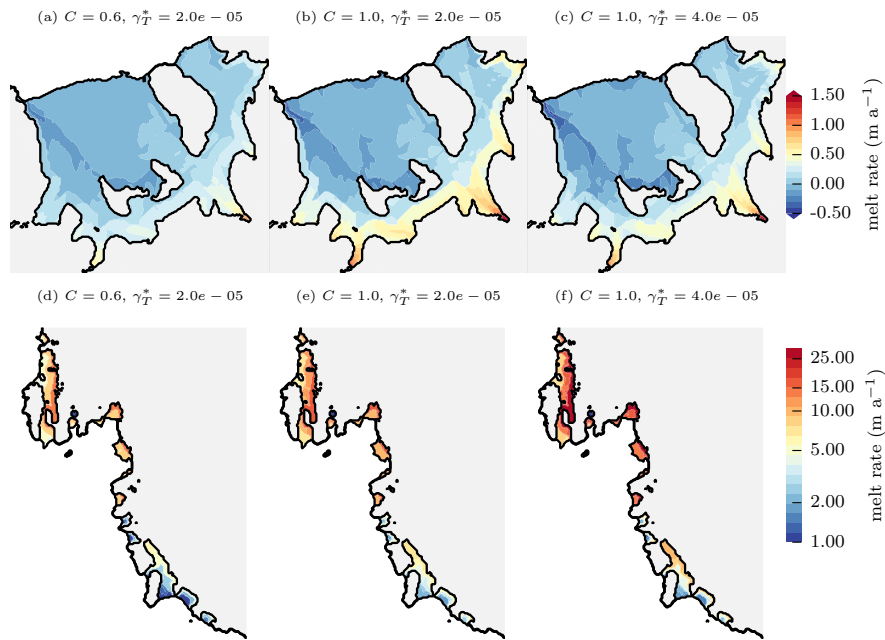 (a) C = 0.6, γ*T = 2.0e − 05
(b) C = 1.0, γ*T = 2.0e − 05
(c) C = 1.0, γ*T = 4.0e − 05
1.50
1.00
0.50
0.00
−0.50
melt rate (m a⁻¹)
(d) C = 0.6, γ*T = 2.0e − 05
(e) C = 1.0, γ*T = 2.0e − 05
(f) C = 1.0, γ*T = 4.0e − 05
25.00
15.00
10.00
5.00
2.00
1.00
melt rate (m a⁻¹)